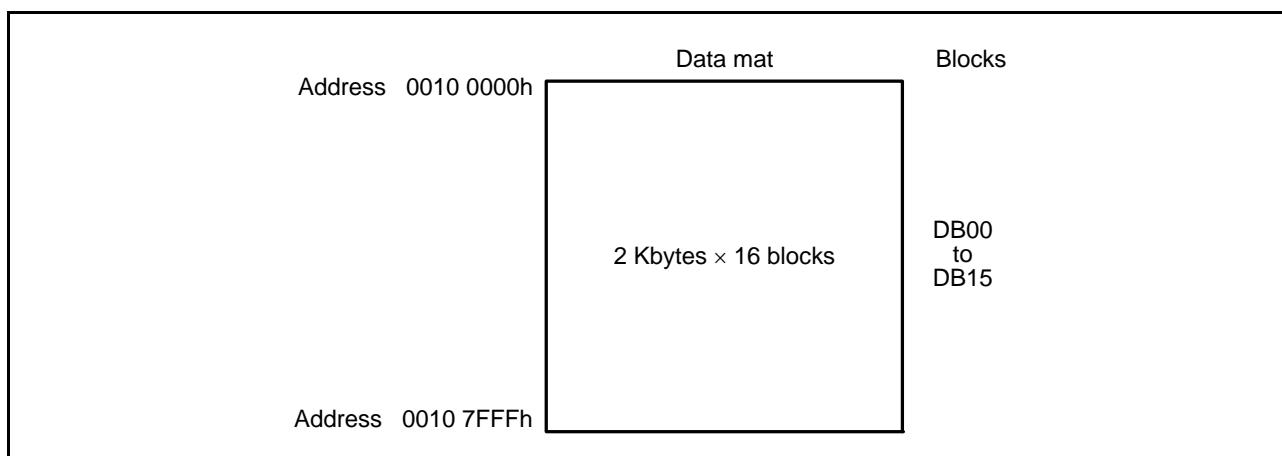 Data mat Blocks
Address 0010 0000h
2 Kbytes × 16 blocks
DB00
to
DB15
Address 0010 7FFFh